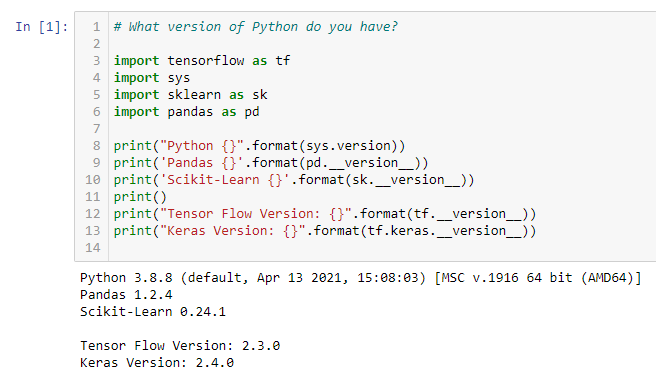 In [1]:
1 # What version of Python do you have?
2
3 import tensorflow as tf
4 import sys
5 import sklearn as sk
6 import pandas as pd
7
8 print("Python {}".format(sys.version))
9 print('Pandas {}'.format(pd.__version__))
10 print('Scikit-Learn {}'.format(sk.__version__))
11 print()
12 print("Tensor Flow Version: {}".format(tf.__version__))
13 print("Keras Version: {}".format(tf.keras.__version__))
14
Python 3.8.8 (default, Apr 13 2021, 15:08:03) [MSC v.1916 64 bit (AMD64)]
Pandas 1.2.4
Scikit-Learn 0.24.1
Tensor Flow Version: 2.3.0
Keras Version: 2.4.0